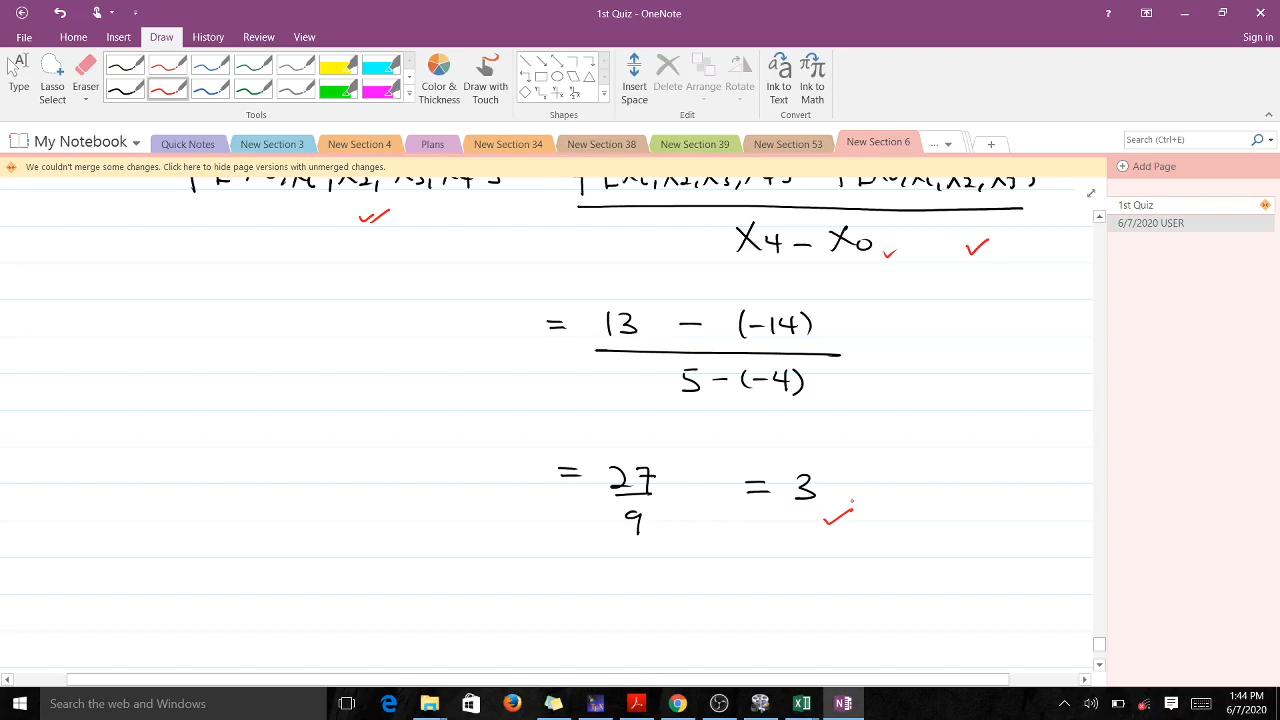 1st Quiz - OneNote
File Insert Draw History Review View Sign in
Type Lasso Select Eraser Color & Thickness Draw with Touch Insert Space Delete Arrange Rotate Ink to Text Ink to Math
Tools Shapes Edit Convert
My Notebook Quick Notes New Section 3 New Section 4 Plans New Section 34 New Section 38 New Section 39 New Section 53 New Section 6 ... Search (Ctrl+E)
We couldn't merge some changes. Click here to hide page versions with unmerged changes.
Add Page
1st Quiz
6/7/2020 USER
X4 - X0
= 13 - (-14)
5 - (-4)
= 27 = 3
9
Search the web and Windows
1:44 PM
6/7/2020